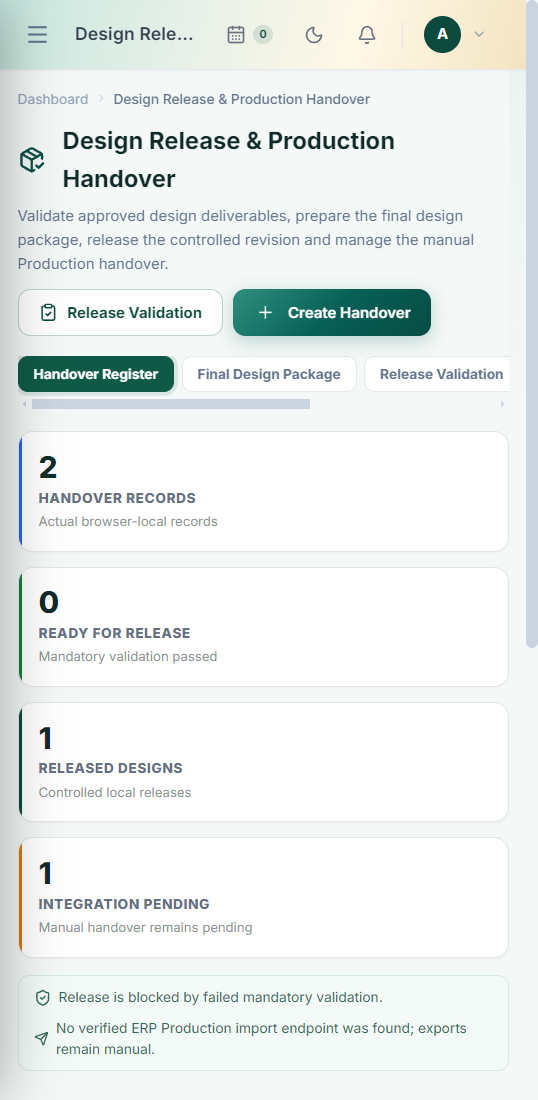 Design Rele...
0
A
Dashboard
Design Release & Production Handover
Design Release & Production
Handover
Validate approved design deliverables, prepare the final design
package, release the controlled revision and manage the manual
Production handover.
Release Validation
Create Handover
Handover Register
Final Design Package
Release Validation
2
HANDOVER RECORDS
Actual browser-local records
0
READY FOR RELEASE
Mandatory validation passed
1
RELEASED DESIGNS
Controlled local releases
1
INTEGRATION PENDING
Manual handover remains pending
Release is blocked by failed mandatory validation.
No verified ERP Production import endpoint was found; exports
remain manual.